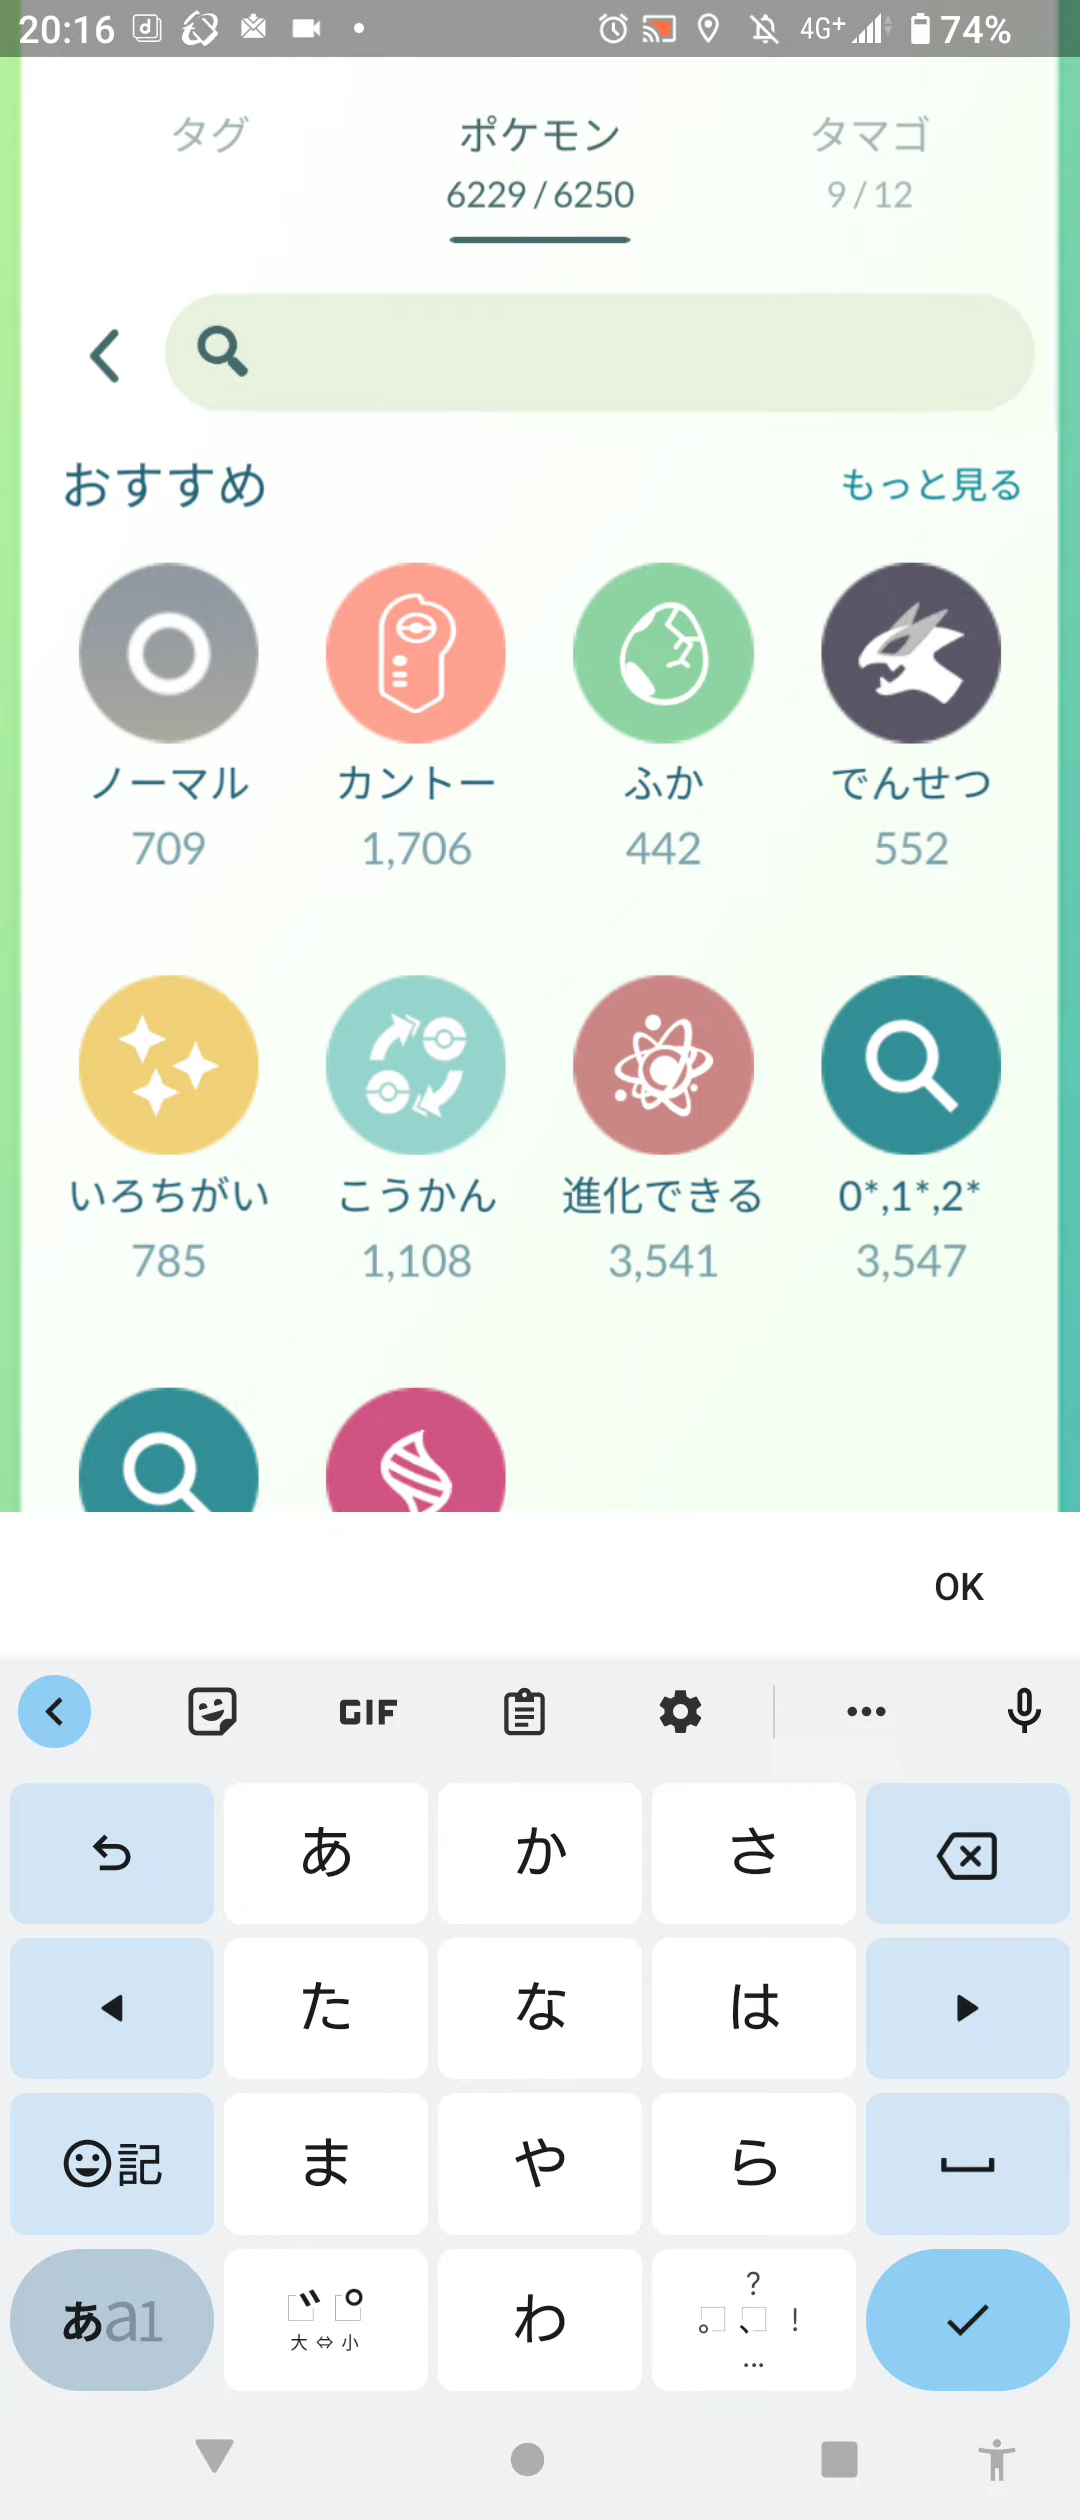 20:16 4G+ 74%
タグ ポケモン タマゴ
6229 / 6250 9 / 12
おすすめ もっと見る
ノーマル カントー ふか でんせつ
709 1,706 442 552
いろちがい こうかん 進化できる 0*,1*,2*
785 1,108 3,541 3,547
OK
GIF
あ か さ
た な は
記 ま や ら
あa1 大⇔小 わ 。、?!…